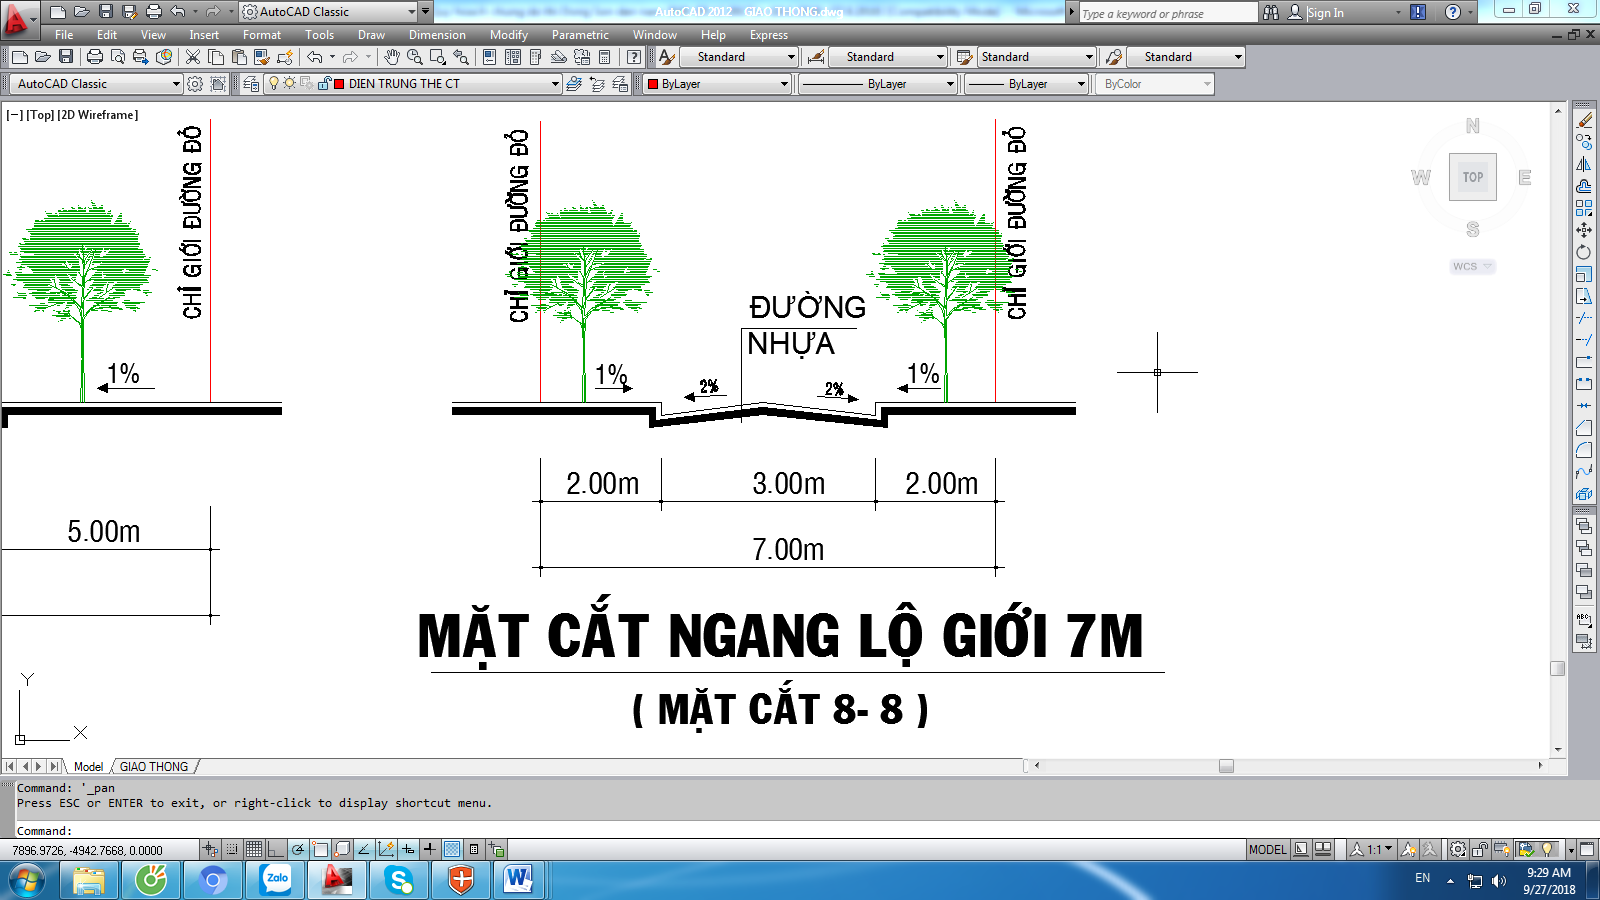 AutoCAD Classic
AutoCAD 2012 GIAO THONG.dwg
Type a keyword or phrase
Sign In
File Edit View Insert Format Tools Draw Dimension Modify Parametric Window Help Express
Standard Standard Standard Standard
AutoCAD Classic DIEN TRUNG THE CT ByLayer ByLayer ByLayer ByColor
[−] [Top] [2D Wireframe]
CHỈ GIỚI ĐƯỜNG ĐỎ
CHỈ GIỚI ĐƯỜNG ĐỎ
CHỈ GIỚI ĐƯỜNG ĐỎ
N
W TOP E
S
WCS
ĐƯỜNG
NHỰA
1% 1% 2% 2% 1%
2.00m 3.00m 2.00m
5.00m
7.00m
MẶT CẮT NGANG LỘ GIỚI 7M
( MẶT CẮT 8- 8 )
Y
X
Model GIAO THONG
Command: '_pan
Press ESC or ENTER to exit, or right-click to display shortcut menu.
Command:
7896.9726, -4942.7668, 0.0000
MODEL 1:1
Zalo
EN
9:29 AM
9/27/2018